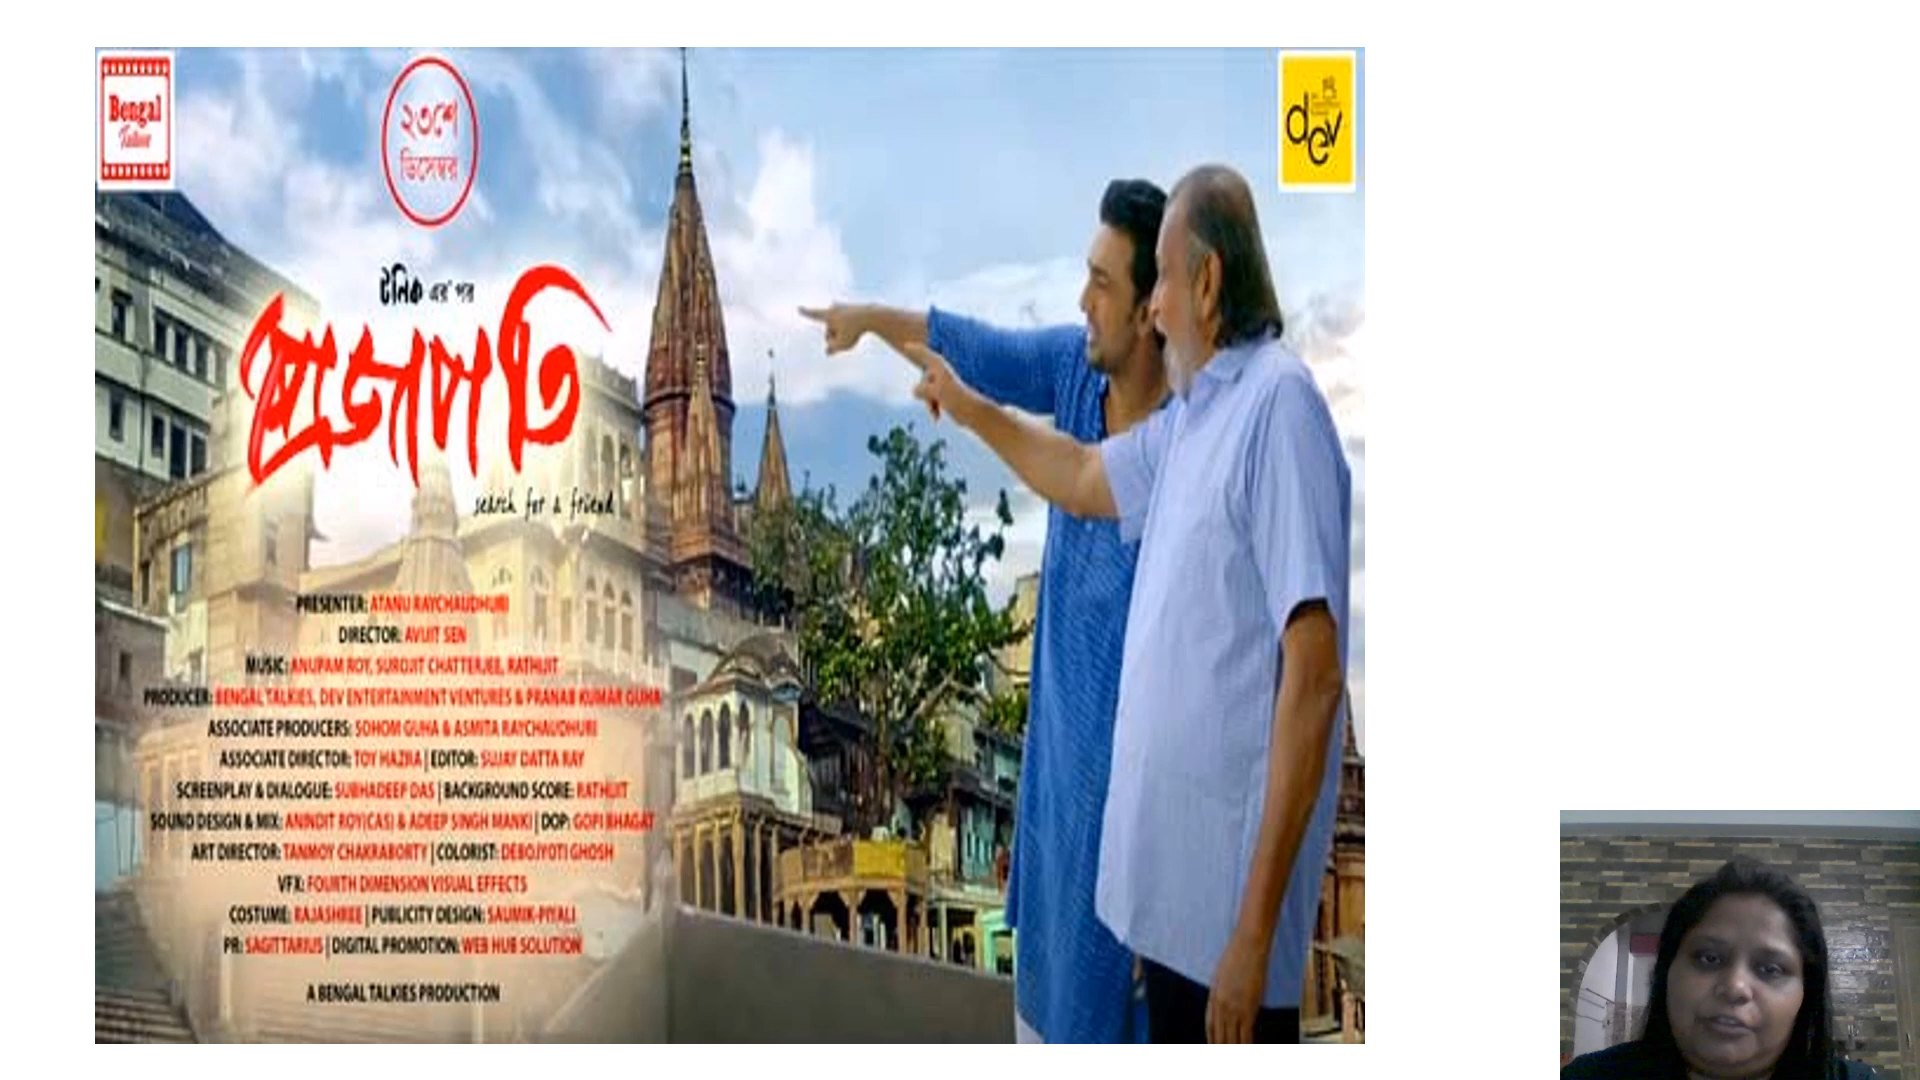 Bengal
Talkies
২৩শে
ডিসেম্বর
dev
টনিক এর পর
প্রজাপতি
search for a friend
PRESENTER: ATANU RAYCHAUDHURI
DIRECTOR: AVIJIT SEN
MUSIC: ANUPAM ROY, SUROJIT CHATTERJEE, RATHIJIT
PRODUCER: BENGAL TALKIES, DEV ENTERTAINMENT VENTURES & PRANAB KUMAR GUHA
ASSOCIATE PRODUCERS: SOHOM GUHA & ASMITA RAYCHAUDHURI
ASSOCIATE DIRECTOR: TOY HAZRA | EDITOR: SUJAY DATTA RAY
SCREENPLAY & DIALOGUE: SUBHADEEP DAS | BACKGROUND SCORE: RATHIJIT
SOUND DESIGN & MIX: ANINDIT ROY(CAS) & ADEEP SINGH MANKI | DOP: GOPI BHAGAT
ART DIRECTOR: TANMOY CHAKRABORTY | COLORIST: DEBOJYOTI GHOSH
VFX: FOURTH DIMENSION VISUAL EFFECTS
COSTUME: RAJASHREE | PUBLICITY DESIGN: SAUMIK-PIYALI
PR: SAGITTARIUS | DIGITAL PROMOTION: WEB HUB SOLUTION
A BENGAL TALKIES PRODUCTION